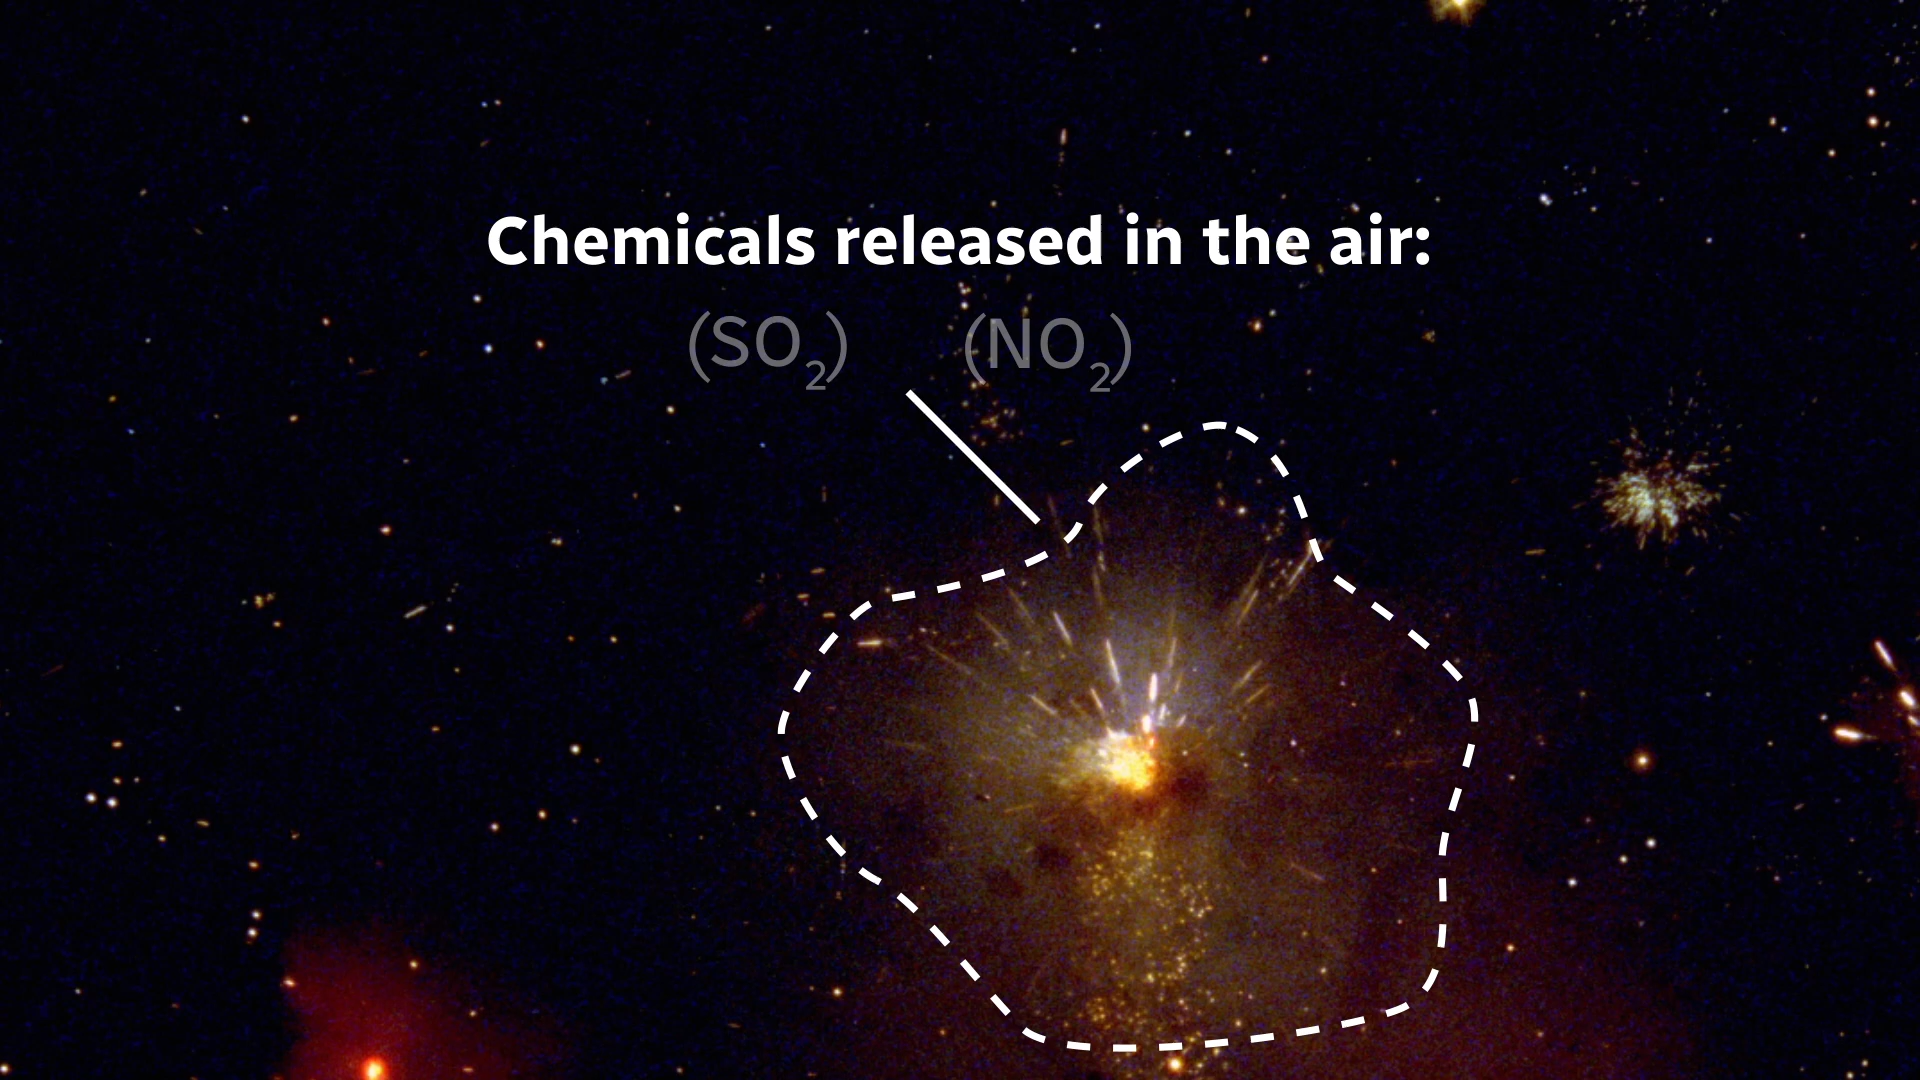 Chemicals released in the air:
(SO₂) (NO₂)